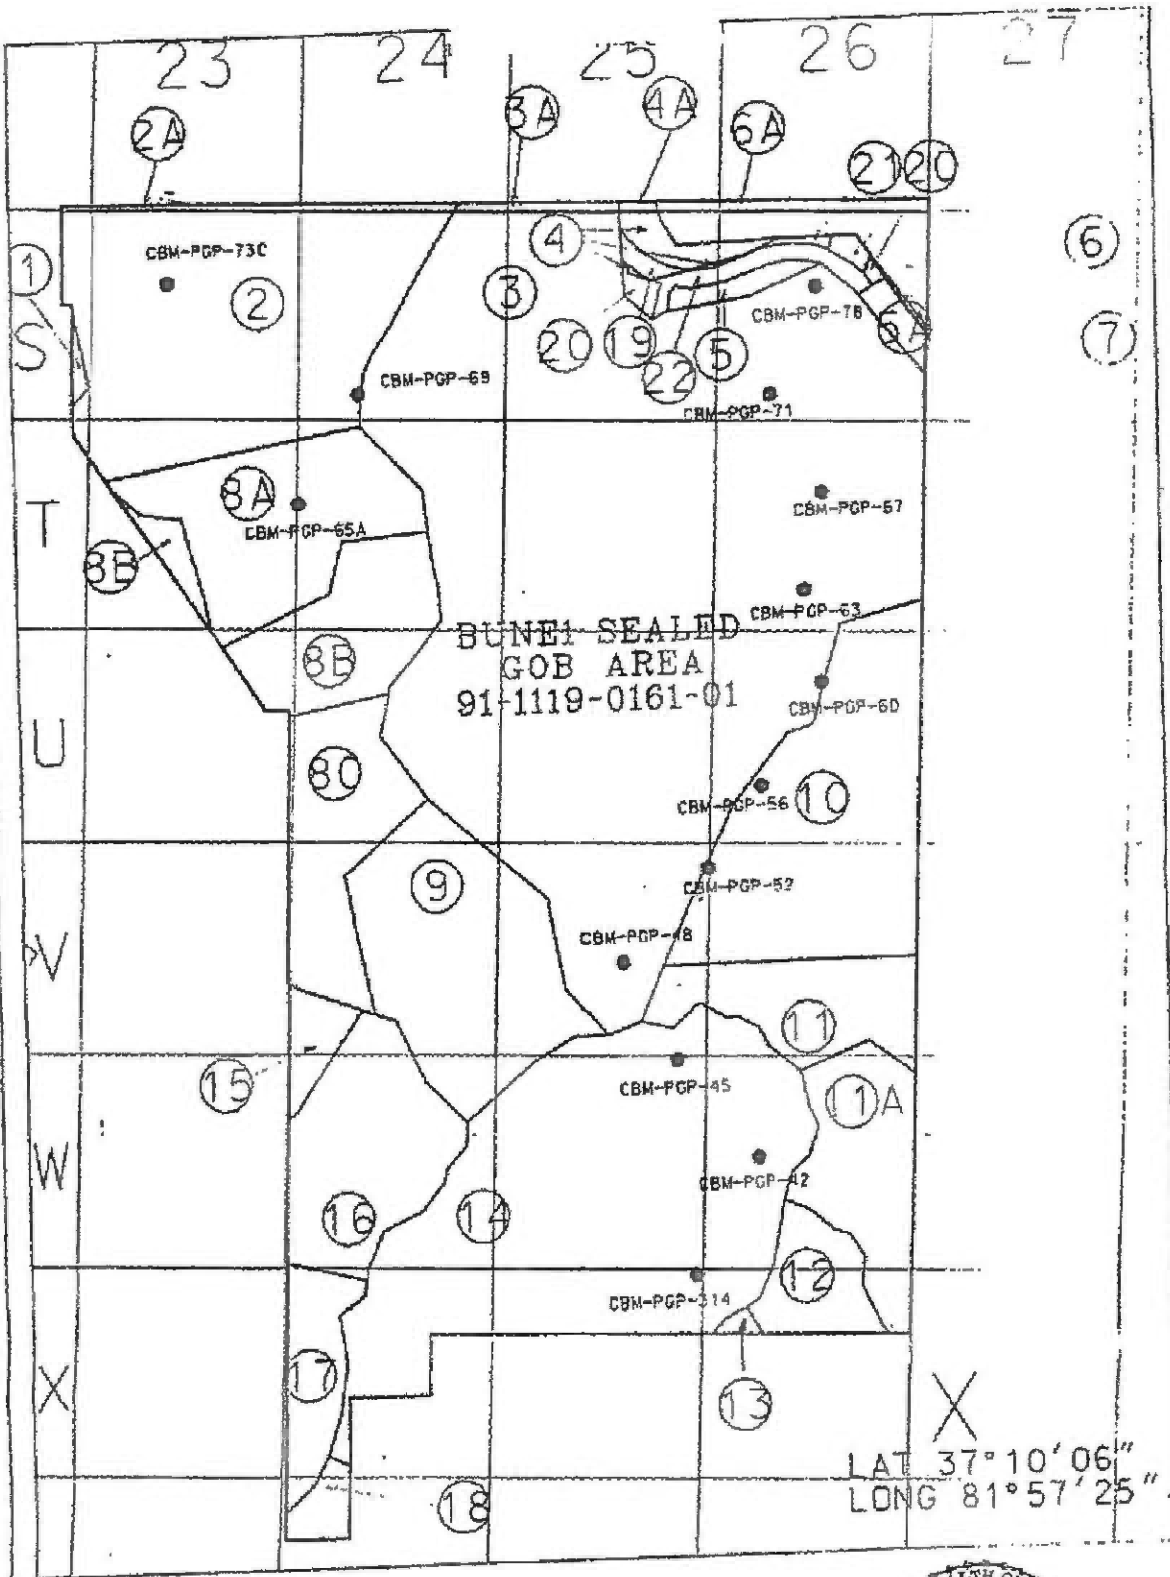 23 24 25 26 27
2A 3A 4A 6A
21 20
1
CBM-PGP-73C
2
4
3
6
S
CBM-PGP-78
20 19 22 5 6A 7
CBM-PGP-69
CBM-PGP-71
T
8A
CBM-PGP-65A
CBM-PGP-67
8B
CBM-PGP-63
BUNE1 SEALED
GOB AREA
91-1119-0161-01
8B
U
CBM-PGP-60
CBM-PGP-56
10
9
CBM-PGP-52
V
CBM-PGP-48
11
15
CBM-PGP-45
11A
W
CBM-PGP-42
16 14
12
CBM-PGP-314
17
X
13
X
LAT 37°10'06"
LONG 81°57'25"
18